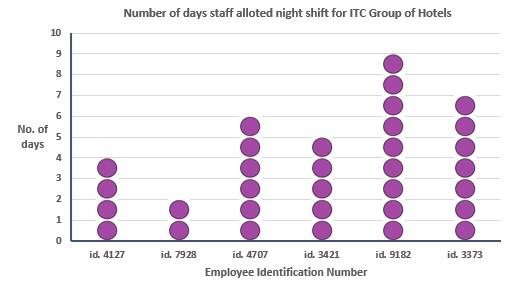 Number of days staff alloted night shift for ITC Group of Hotels
10
9
8
7
6
5
4
3
2
1
0
No. of
days
id. 4127
id. 7928
id. 4707
id. 3421
id. 9182
id. 3373
Employee Identification Number